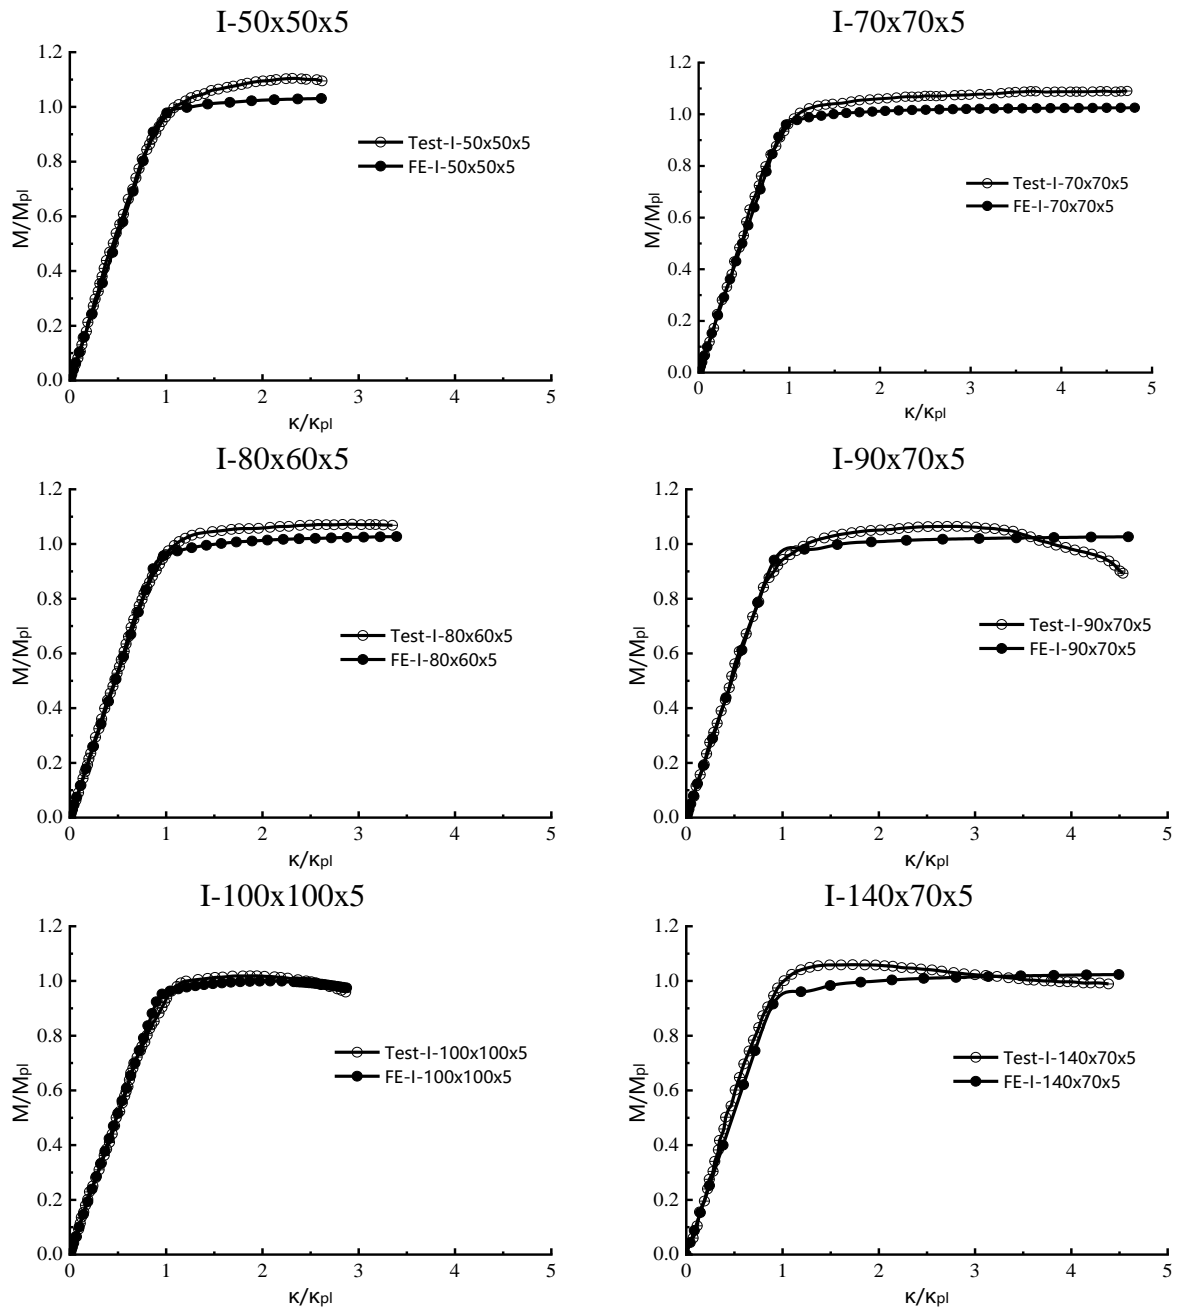 I-50x50x5
1.2
1.0
0.8
0.6
0.4
0.2
0.0
M/Mpl
Test-I-50x50x5
FE-I-50x50x5
0 1 2 3 4 5
κ/κpl
I-70x70x5
1.2
1.0
0.8
0.6
0.4
0.2
0.0
M/Mpl
Test-I-70x70x5
FE-I-70x70x5
0 1 2 3 4 5
κ/κpl
I-80x60x5
1.2
1.0
0.8
0.6
0.4
0.2
0.0
M/Mpl
Test-I-80x60x5
FE-I-80x60x5
0 1 2 3 4 5
κ/κpl
I-90x70x5
1.2
1.0
0.8
0.6
0.4
0.2
0.0
M/Mpl
Test-I-90x70x5
FE-I-90x70x5
0 1 2 3 4 5
κ/κpl
I-100x100x5
1.2
1.0
0.8
0.6
0.4
0.2
0.0
M/Mpl
Test-I-100x100x5
FE-I-100x100x5
0 1 2 3 4 5
κ/κpl
I-140x70x5
1.2
1.0
0.8
0.6
0.4
0.2
0.0
M/Mpl
Test-I-140x70x5
FE-I-140x70x5
0 1 2 3 4 5
κ/κpl